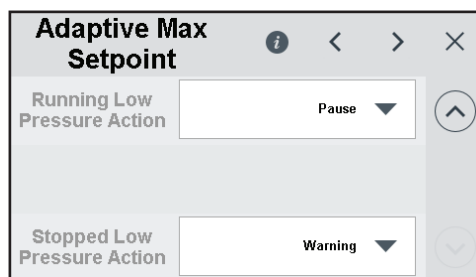 Adaptive Max
Setpoint
i
Running Low
Pressure Action
Pause
Stopped Low
Pressure Action
Warning